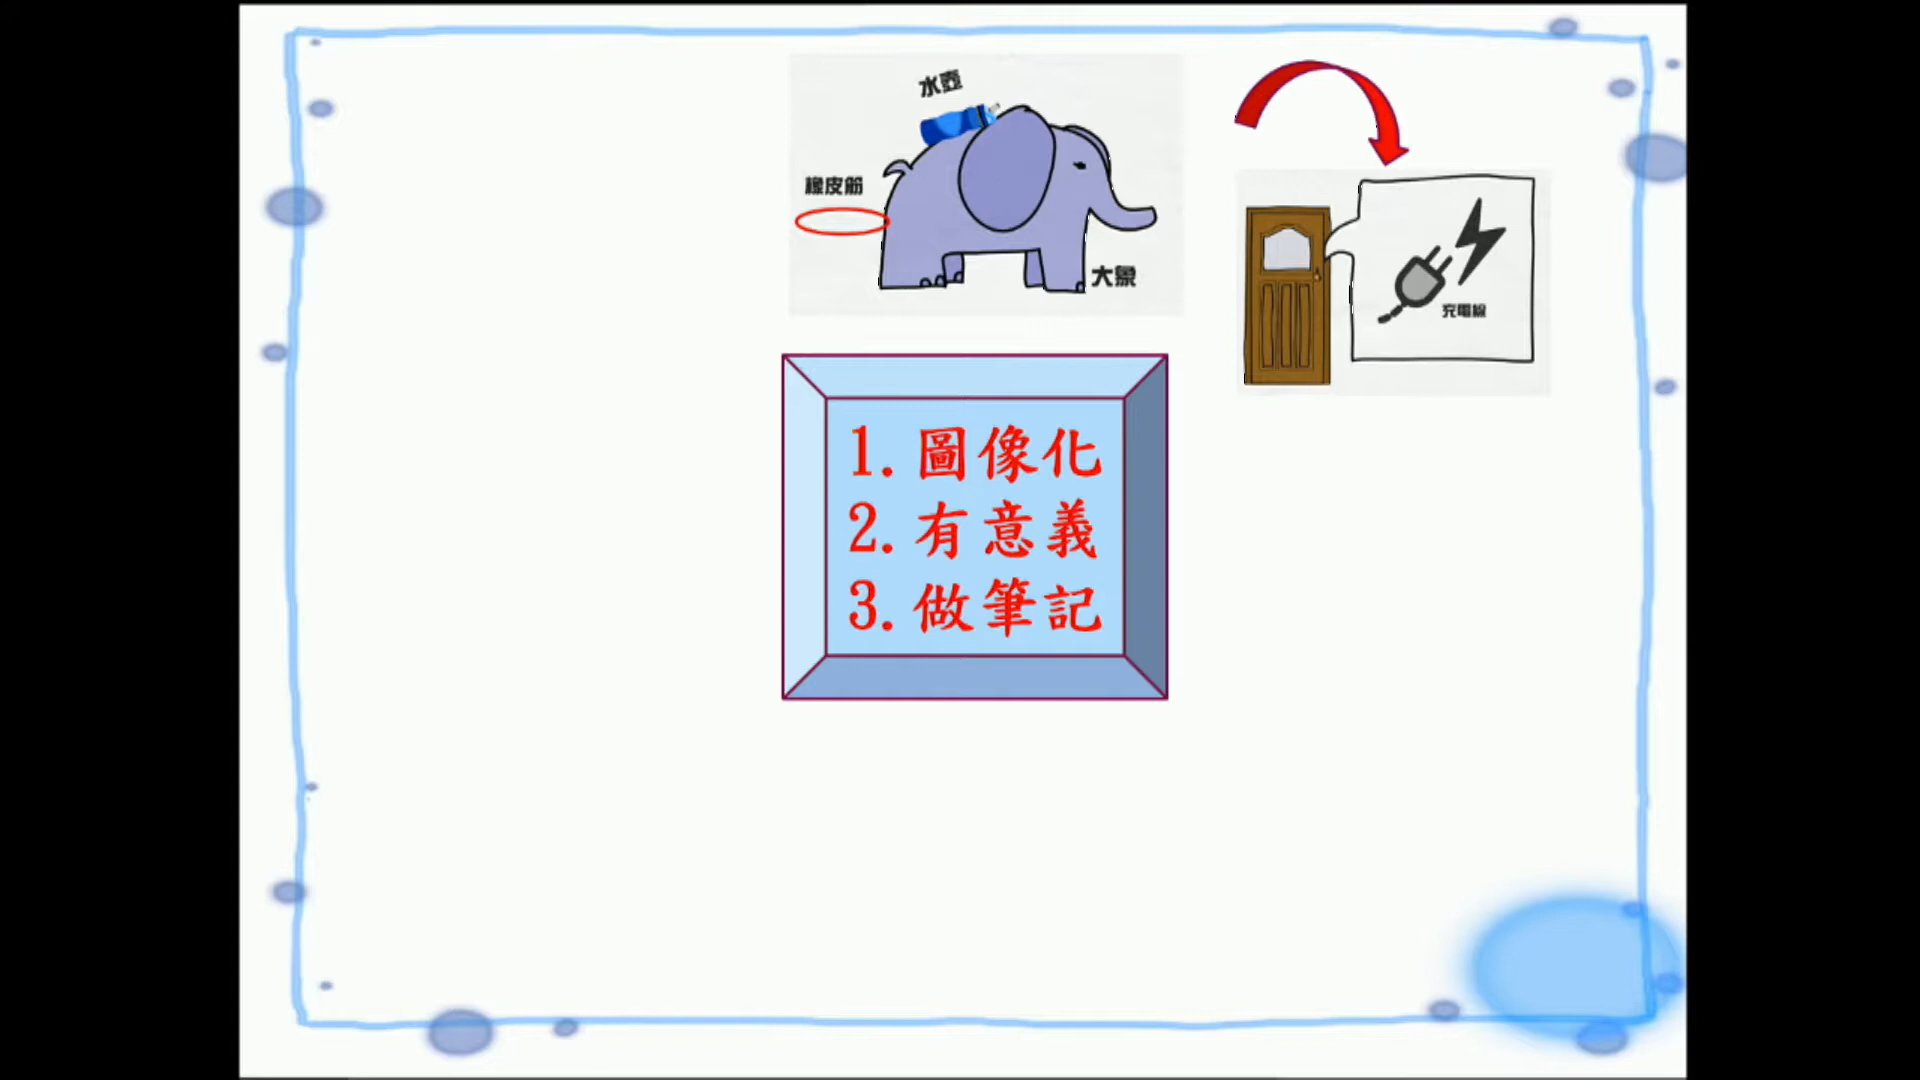 水壺
橡皮筋
大象
充電線
1. 圖像化
2. 有意義
3. 做筆記